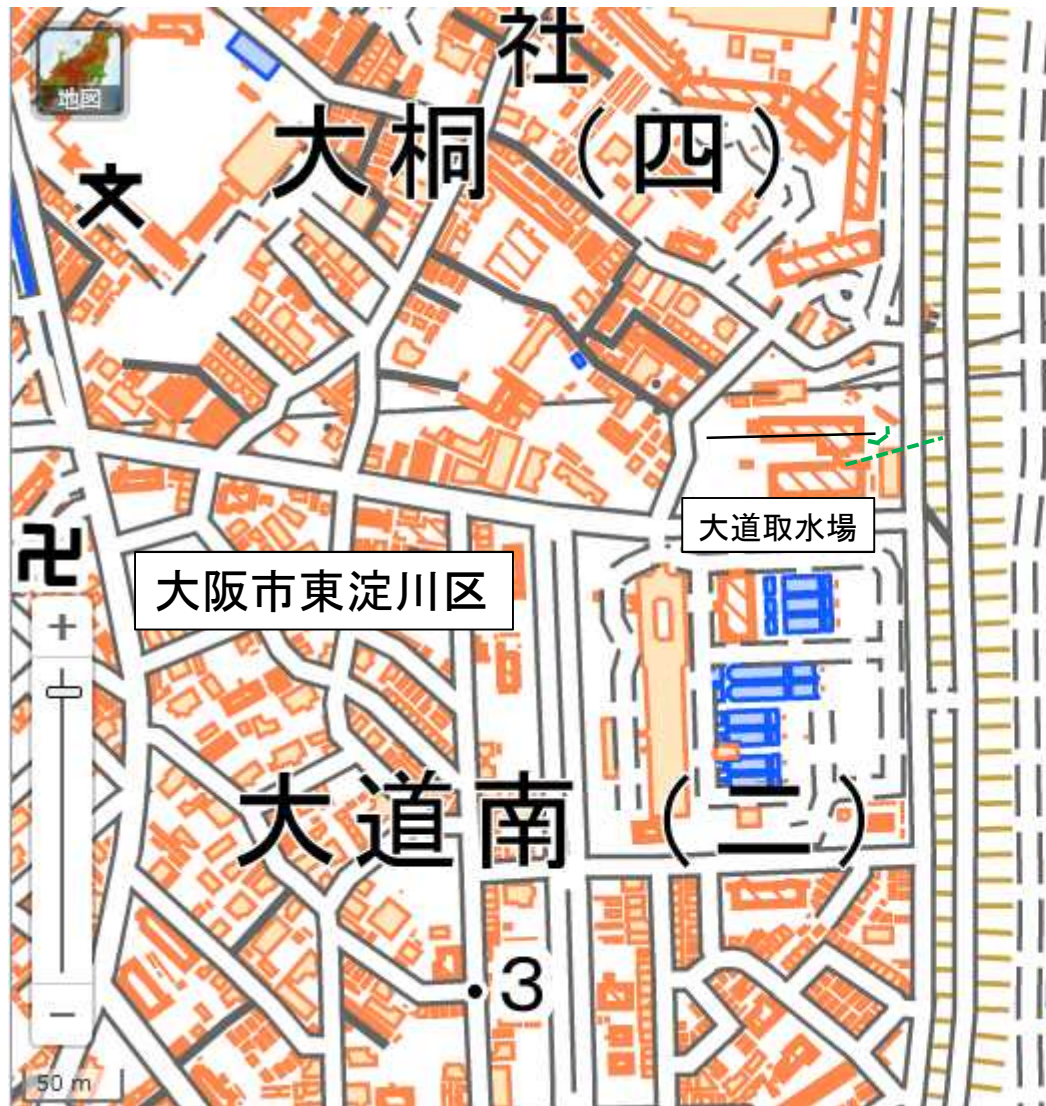 社
地図
大桐（四）
文
大道取水場
卍
大阪市東淀川区
+
大道南（二）
・3
−
50 m